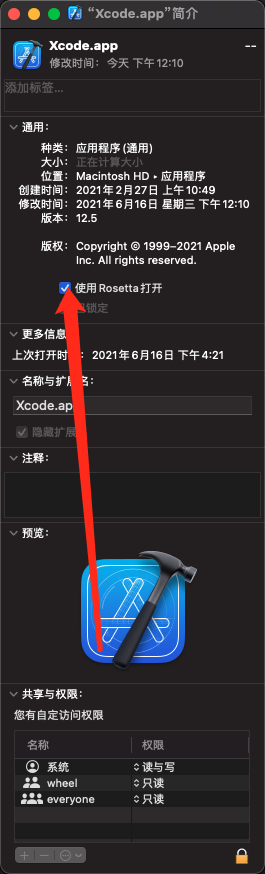 “Xcode.app”简介
Xcode.app
--
修改时间：今天 下午12:10
添加标签...
通用：
种类：应用程序 (通用)
大小：正在计算大小
位置：Macintosh HD ▸ 应用程序
创建时间：2021年2月27日 上午10:49
修改时间：2021年6月16日 星期三 下午12:10
版本：12.5
版权：Copyright © 1999–2021 Apple
Inc. All rights reserved.
使用 Rosetta 打开
锁定
更多信息
上次打开时 2021年6月16日 下午4:21
名称与扩展名：
Xcode.app
隐藏扩展
注释：
预览：
共享与权限：
您有自定访问权限
名称
权限
系统
读与写
wheel
只读
everyone
只读